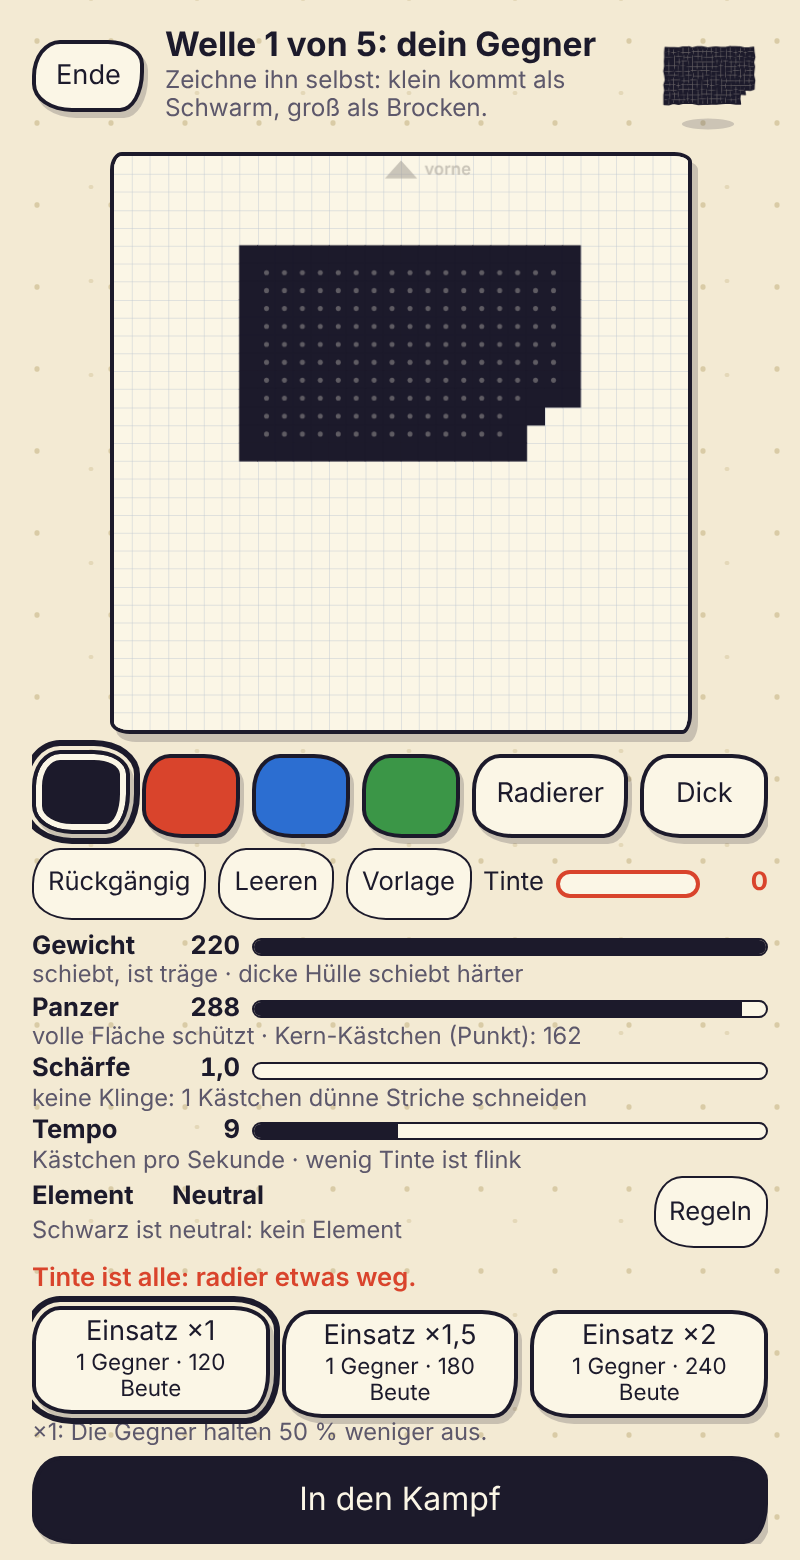 Ende
Welle 1 von 5: dein Gegner
Zeichne ihn selbst: klein kommt als
Schwarm, groß als Brocken.
vorne
Radierer
Dick
Rückgängig
Leeren
Vorlage
Tinte
0
Gewicht 220
schiebt, ist träge · dicke Hülle schiebt härter
Panzer 288
volle Fläche schützt · Kern-Kästchen (Punkt): 162
Schärfe 1,0
keine Klinge: 1 Kästchen dünne Striche schneiden
Tempo 9
Kästchen pro Sekunde · wenig Tinte ist flink
Element Neutral
Schwarz ist neutral: kein Element
Regeln
Tinte ist alle: radier etwas weg.
Einsatz ×1
1 Gegner · 120
Beute
Einsatz ×1,5
1 Gegner · 180
Beute
Einsatz ×2
1 Gegner · 240
Beute
×1: Die Gegner halten 50 % weniger aus.
In den Kampf